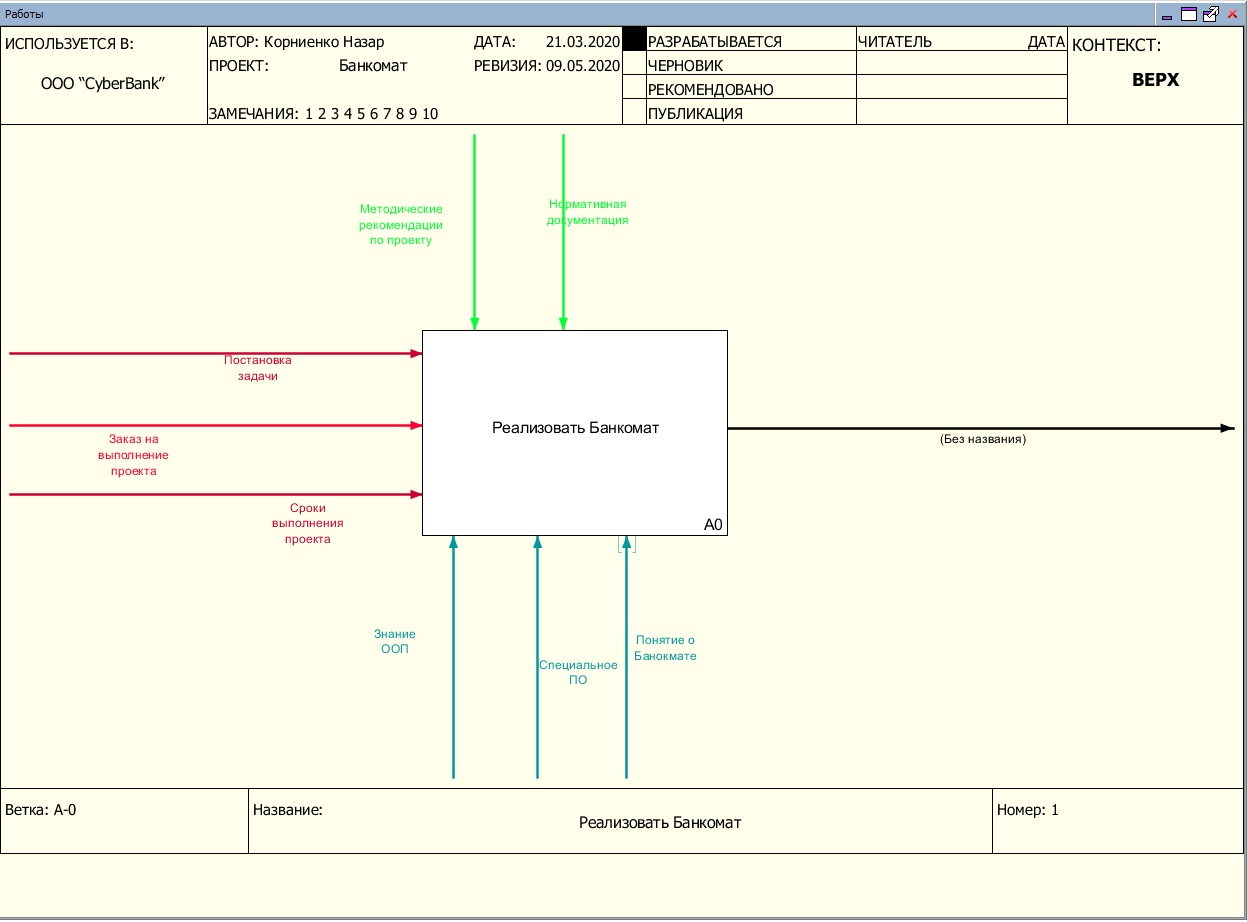 Работы
ИСПОЛЬЗУЕТСЯ В:
ООО “CyberBank”
АВТОР: Корниенко Назар
ДАТА: 21.03.2020
ПРОЕКТ: Банкомат
РЕВИЗИЯ: 09.05.2020
ЗАМЕЧАНИЯ: 1 2 3 4 5 6 7 8 9 10
РАЗРАБАТЫВАЕТСЯ
ЧЕРНОВИК
РЕКОМЕНДОВАНО
ПУБЛИКАЦИЯ
ЧИТАТЕЛЬ ДАТА
КОНТЕКСТ:
ВЕРХ
Методические
рекомендации
по проекту
Нормативная
документация
Постановка
задачи
Заказ на
выполнение
проекта
Сроки
выполнения
проекта
Реализовать Банкомат
A0
(Без названия)
Знание
ООП
Специальное
ПО
Понятие о
Банокмате
Ветка: A-0
Название:
Реализовать Банкомат
Номер: 1